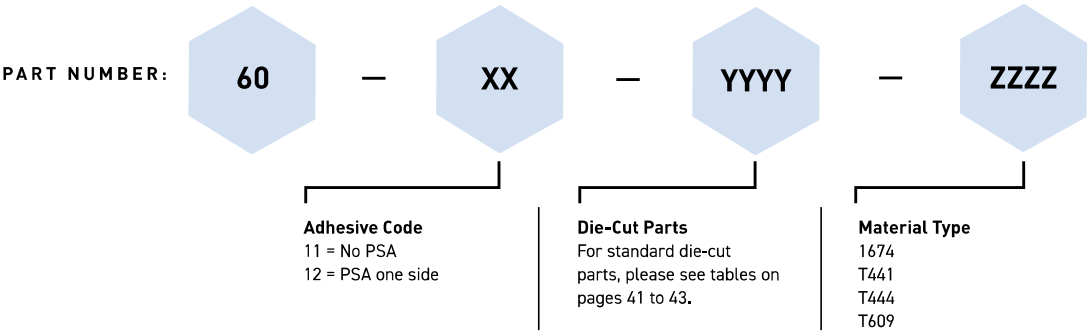 PART NUMBER: 60 — XX — YYYY — ZZZZ
Adhesive Code
11 = No PSA
12 = PSA one side
Die-Cut Parts
For standard die-cut
parts, please see tables on
pages 41 to 43.
Material Type
1674
T441
T444
T609